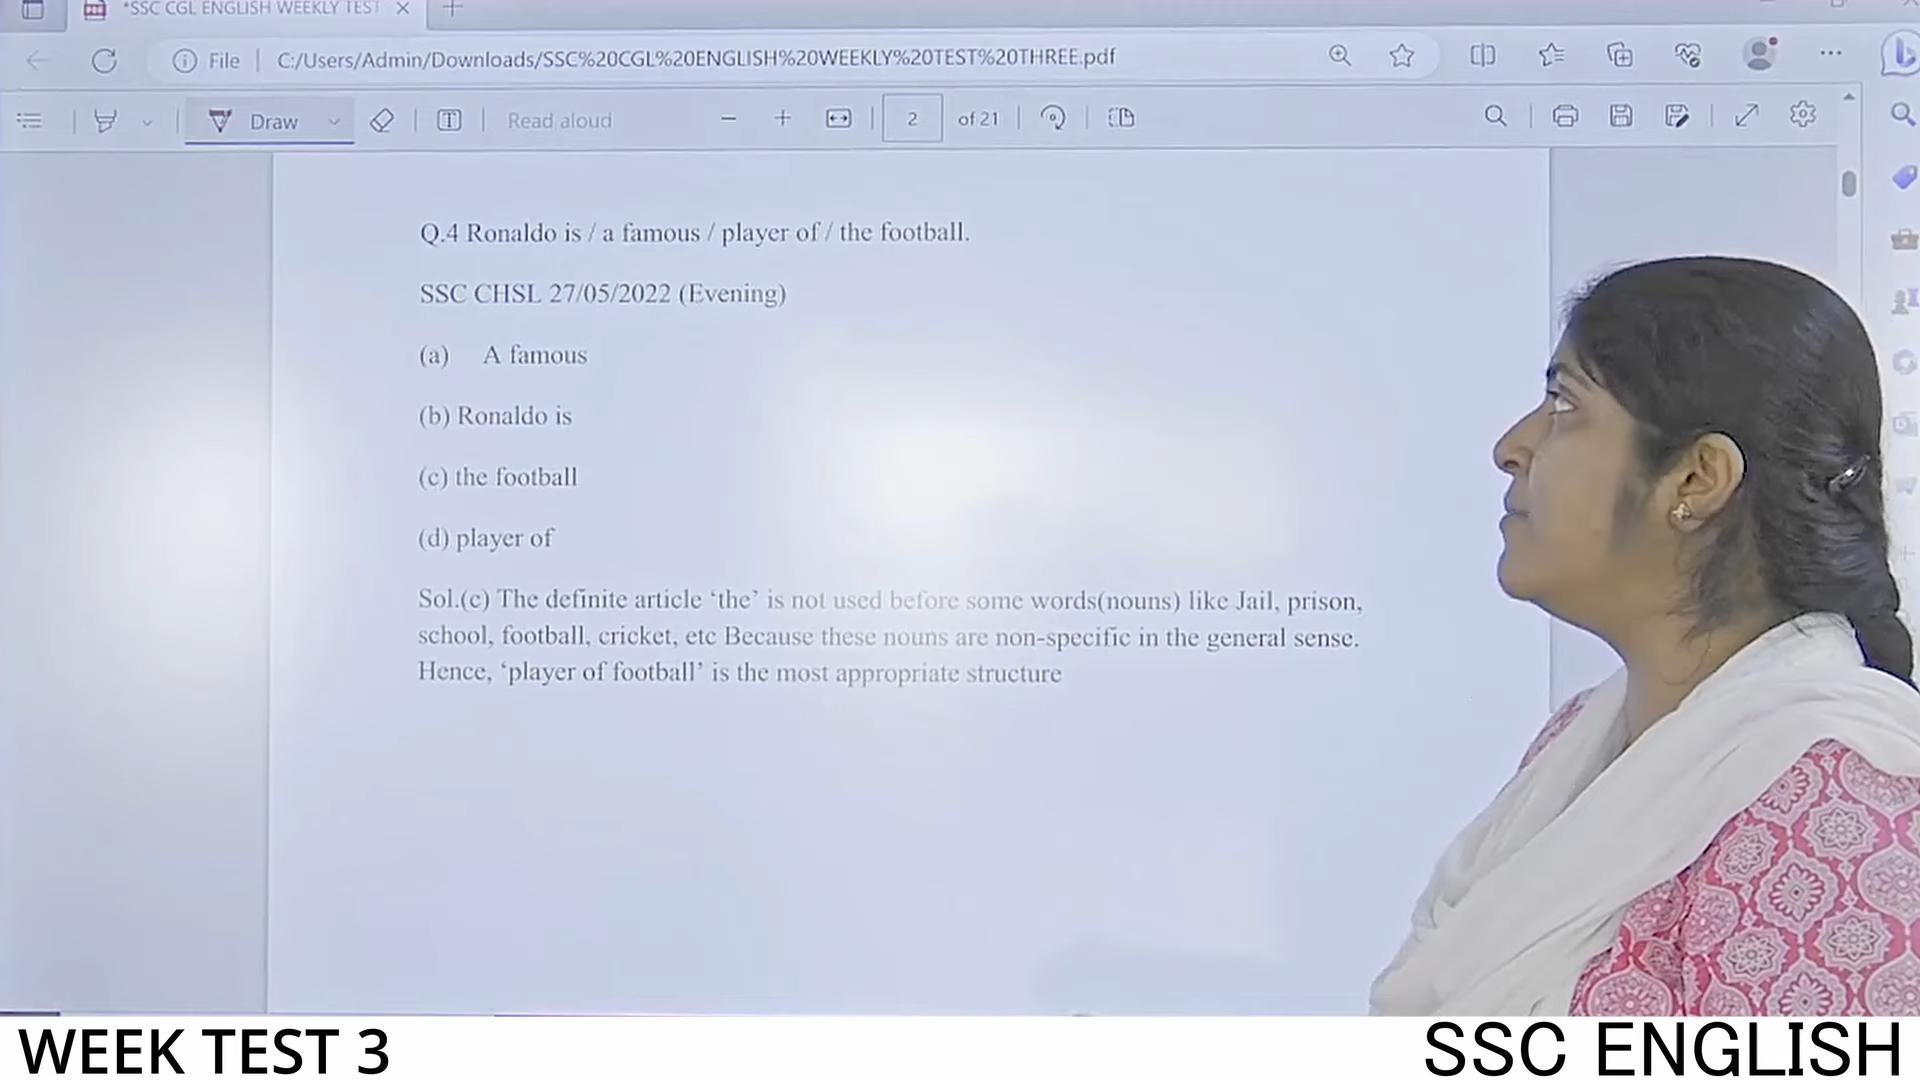 *SSC CGL ENGLISH WEEKLY TEST
File C:/Users/Admin/Downloads/SSC%20CGL%20ENGLISH%20WEEKLY%20TEST%20THREE.pdf
Draw Read aloud 2 of 21
Q.4 Ronaldo is / a famous / player of / the football.
SSC CHSL 27/05/2022 (Evening)
(a) A famous
(b) Ronaldo is
(c) the football
(d) player of
Sol.(c) The definite article ‘the’ is not used before some words(nouns) like Jail, prison,
school, football, cricket, etc Because these nouns are non-specific in the general sense.
Hence, ‘player of football’ is the most appropriate structure
WEEK TEST 3
SSC ENGLISH